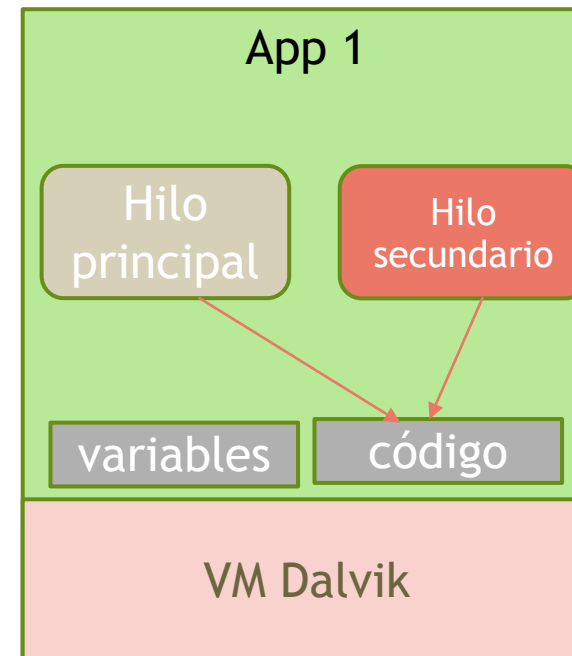 App 1
Hilo
principal
Hilo
secundario
variables
código
VM Dalvik